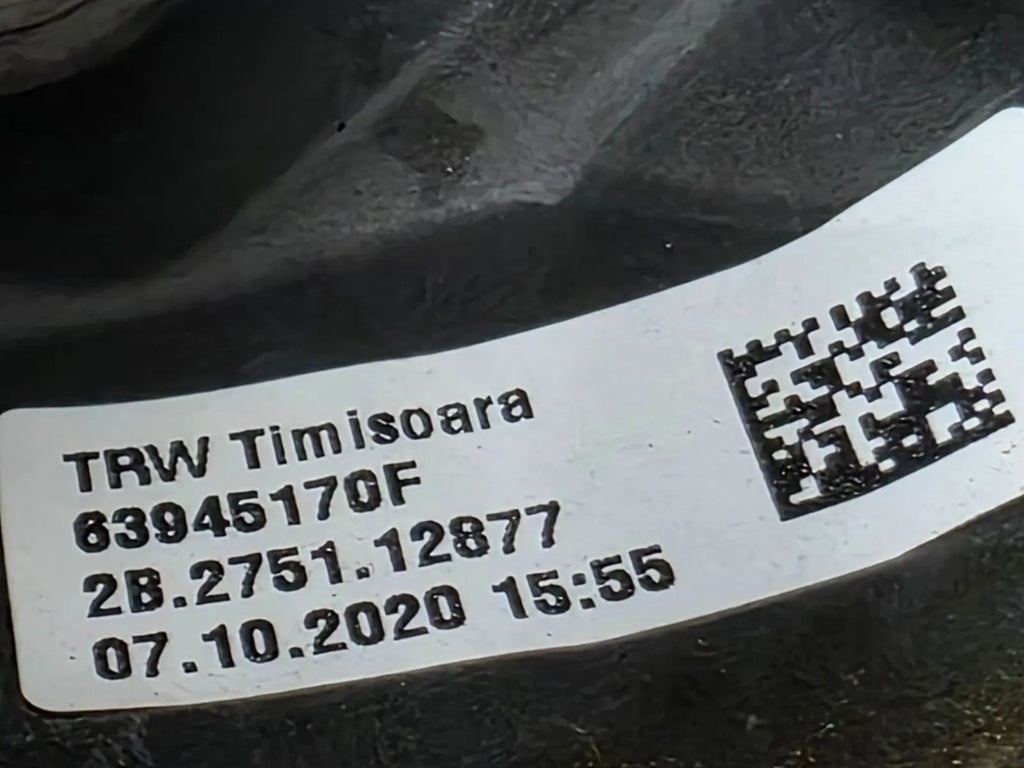 TRW Timisoara
63945170F
2B.2751.12877
07.10.2020 15:55